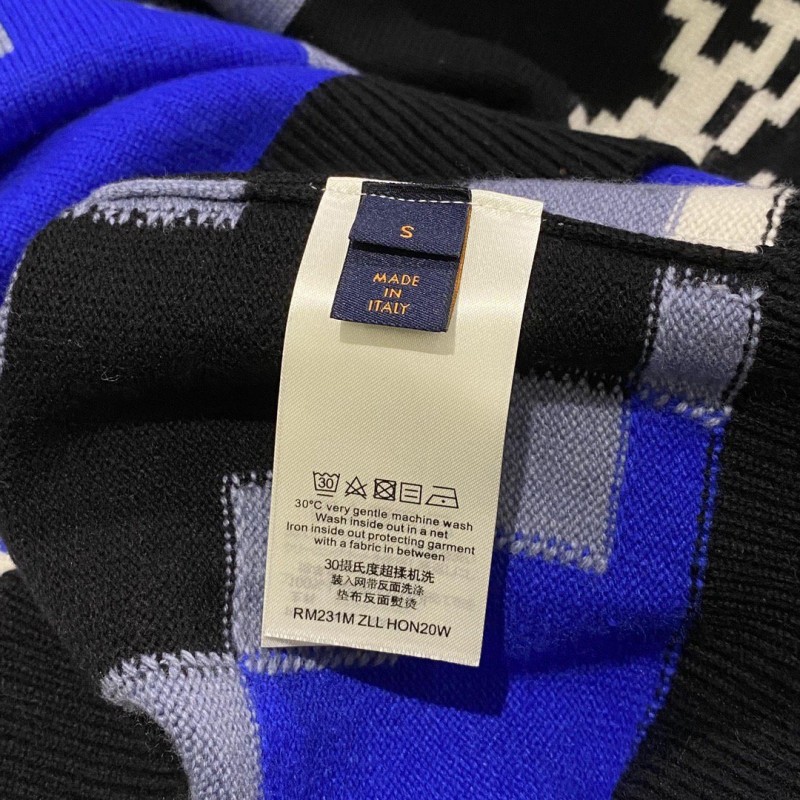 S
MADE
IN
ITALY
30
30°C very gentle machine wash
Wash inside out in a net
Iron inside out protecting garment
with a fabric in between
30摄氏度超揉机洗
装入网带反面洗涤
垫布反面熨烫
RM231M ZLL HON20W